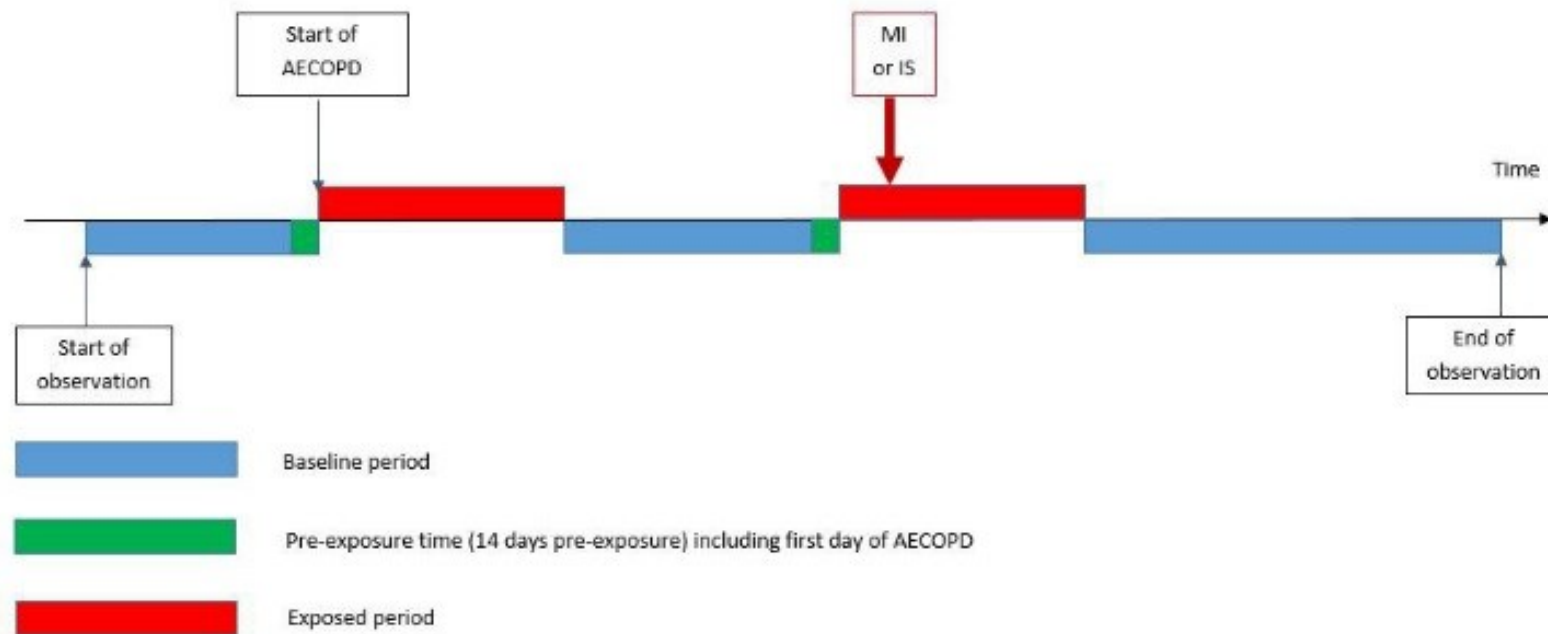 Start of
AECOPD
MI
or IS
Time
Start of
observation
End of
observation
Baseline period
Pre-exposure time (14 days pre-exposure) including first day of AECOPD
Exposed period